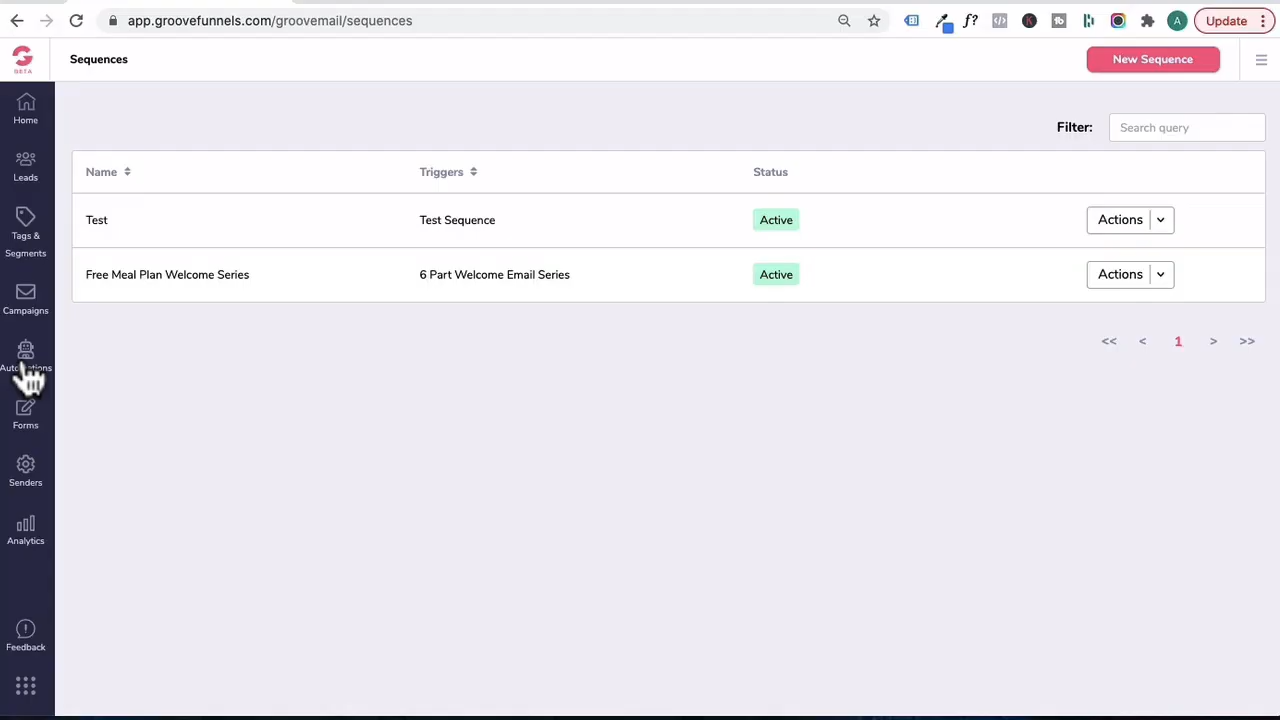 app.groovefunnels.com/groovemail/sequences
f?
A
Update
BETA
Sequences
New Sequence
Home
Leads
Tags &
Segments
Campaigns
Automations
Forms
Senders
Analytics
Feedback
Filter:
Search query
Name
Triggers
Status
Test
Test Sequence
Active
Actions
Free Meal Plan Welcome Series
6 Part Welcome Email Series
Active
Actions
<< < 1 > >>